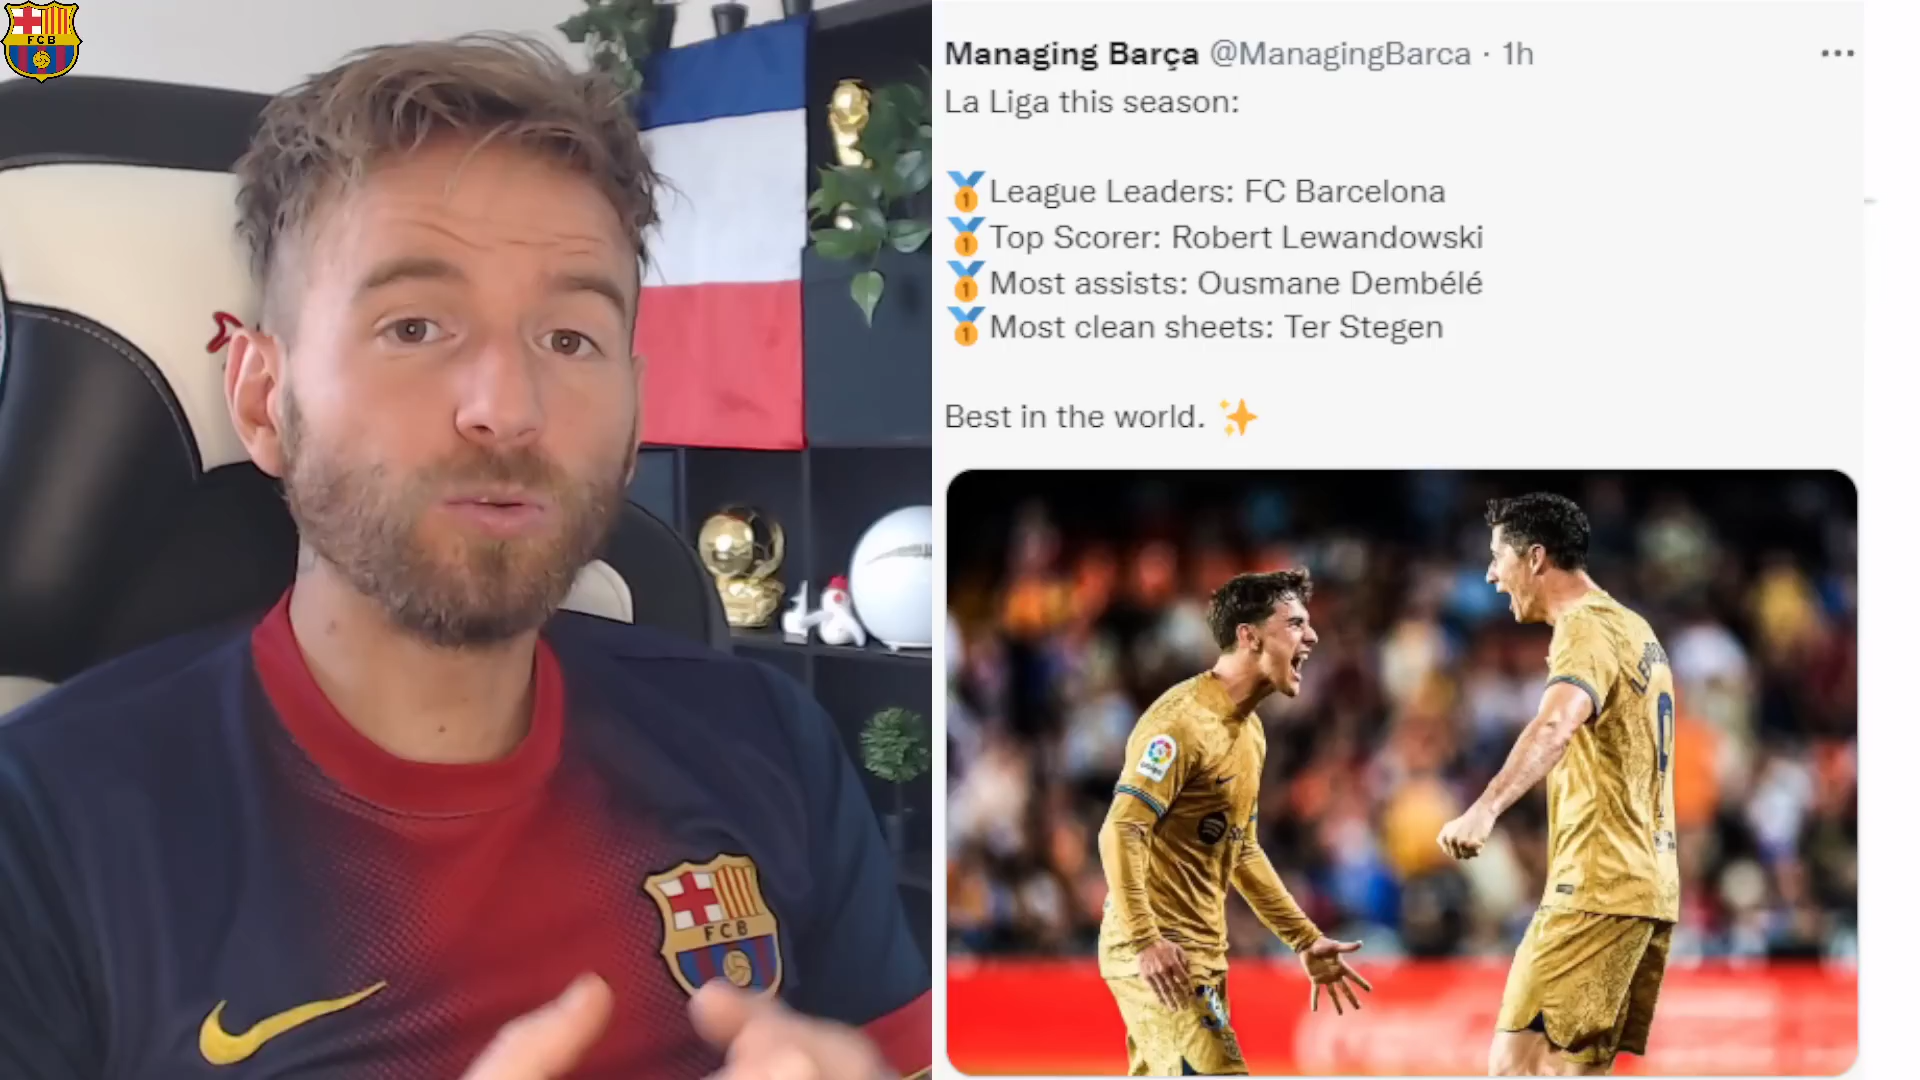 FCB
Managing Barça @ManagingBarca · 1h
La Liga this season:
🥇League Leaders: FC Barcelona
🥇Top Scorer: Robert Lewandowski
🥇Most assists: Ousmane Dembélé
🥇Most clean sheets: Ter Stegen
Best in the world. ✨
FCB